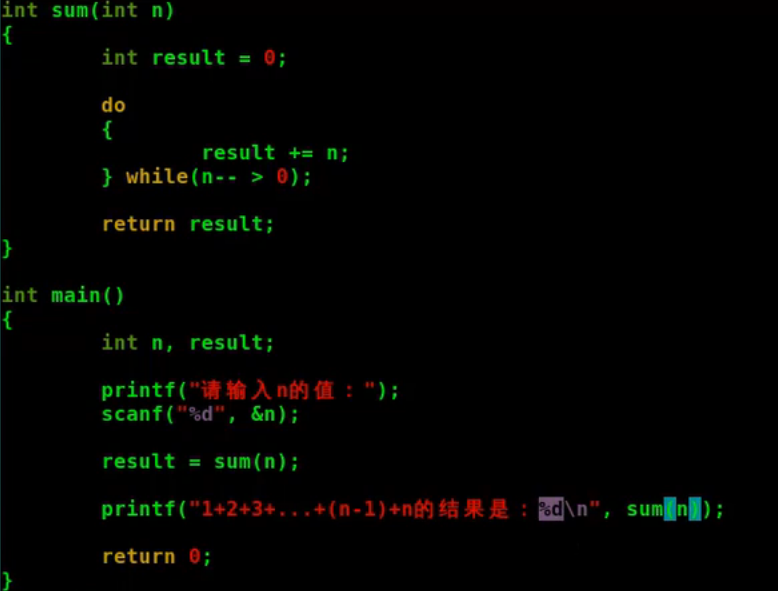 int sum(int n)
{
        int result = 0;

        do
        {
                result += n;
        } while(n-- > 0);

        return result;
}

int main()
{
        int n, result;

        printf("请输入n的值：");
        scanf("%d", &n);

        result = sum(n);

        printf("1+2+3+...+(n-1)+n的结果是：%d\n", sum(n));

        return 0;
}